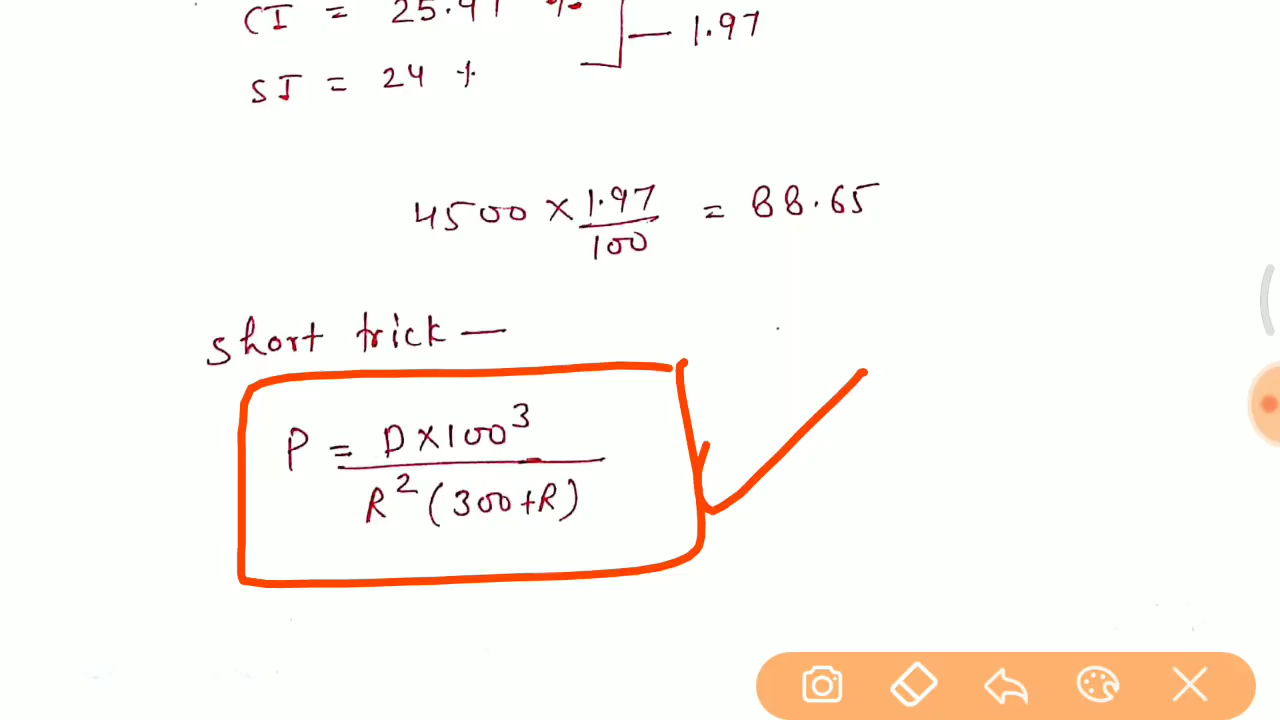 CI = 25.97 %
SI = 24 %
] — 1.97
4500 × 1.97/100 = 88.65
short trick —
P = D×100³ / R²(300+R)